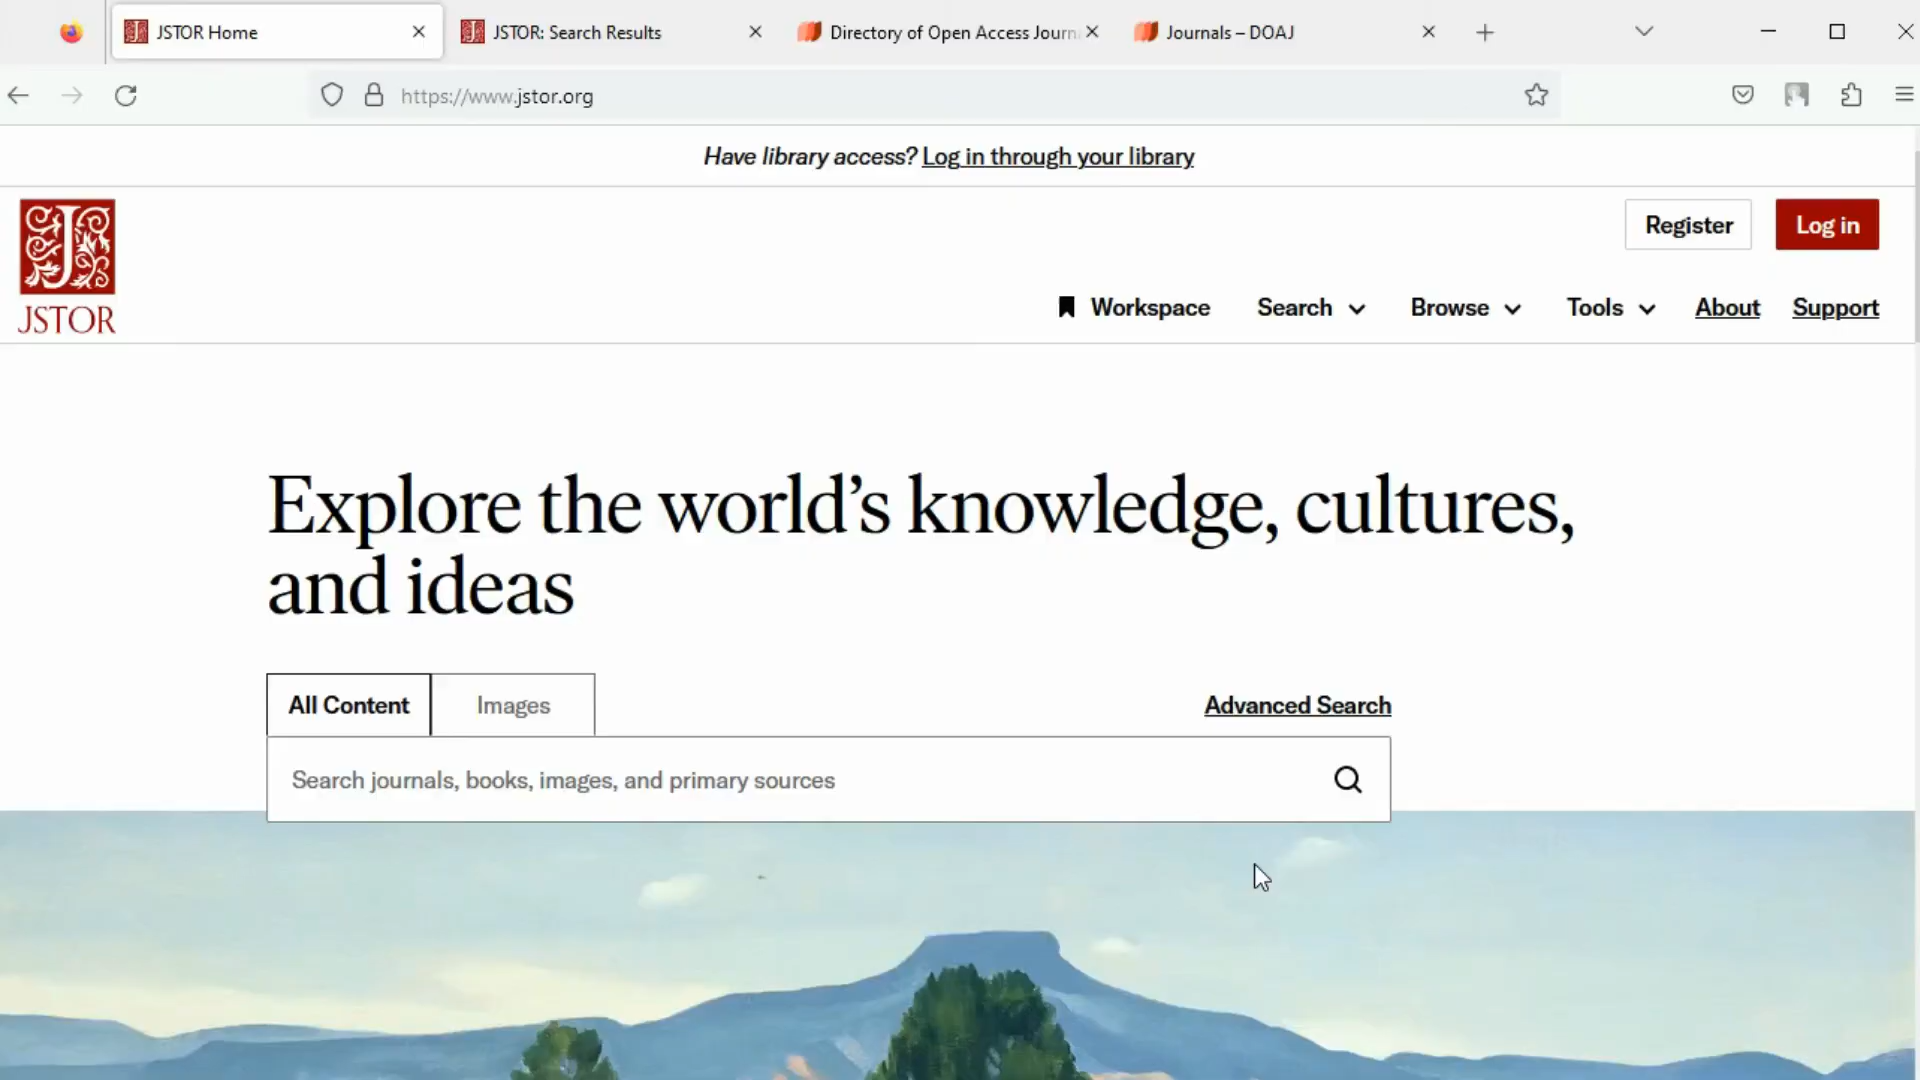 JSTOR Home
JSTOR: Search Results
Directory of Open Access Journ
Journals – DOAJ
https://www.jstor.org
Have library access? Log in through your library
JSTOR
Register
Log in
Workspace
Search
Browse
Tools
About
Support
Explore the world’s knowledge, cultures,
and ideas
All Content
Images
Advanced Search
Search journals, books, images, and primary sources